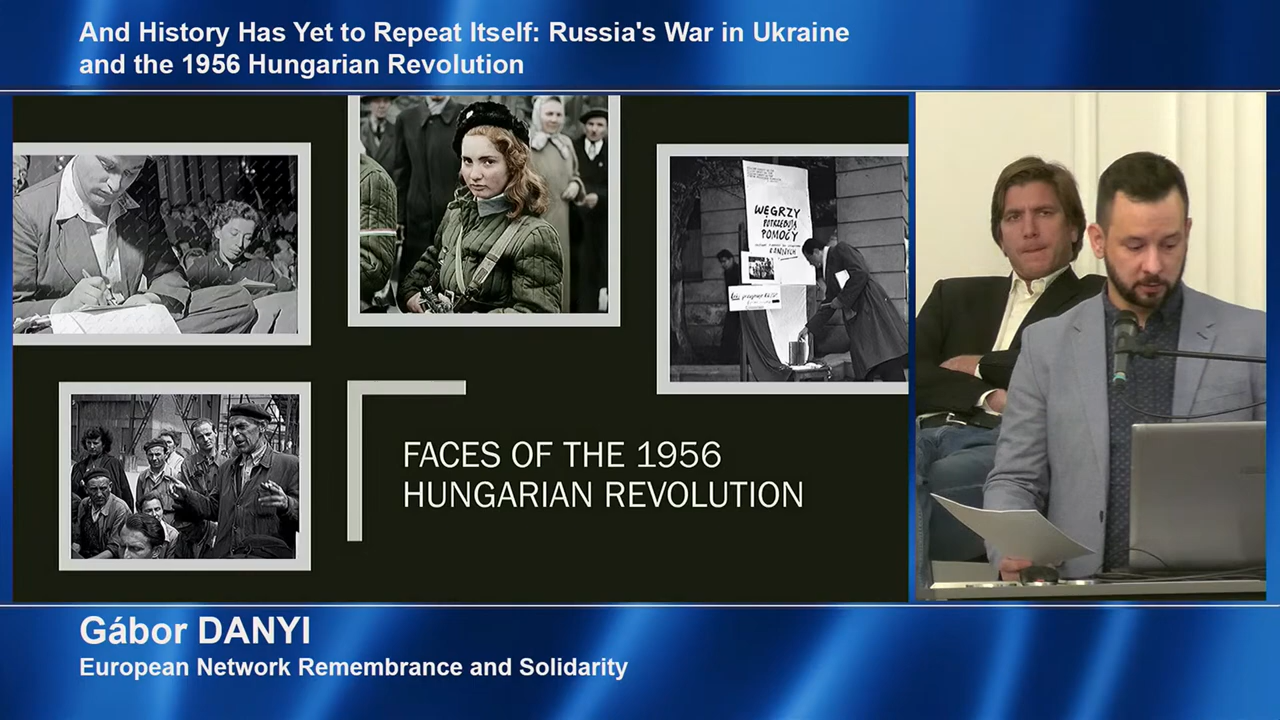 And History Has Yet to Repeat Itself: Russia's War in Ukraine
and the 1956 Hungarian Revolution
WĘGRZY
POTRZEBUJĄ
POMOCY
FACES OF THE 1956
HUNGARIAN REVOLUTION
Gábor DANYI
European Network Remembrance and Solidarity